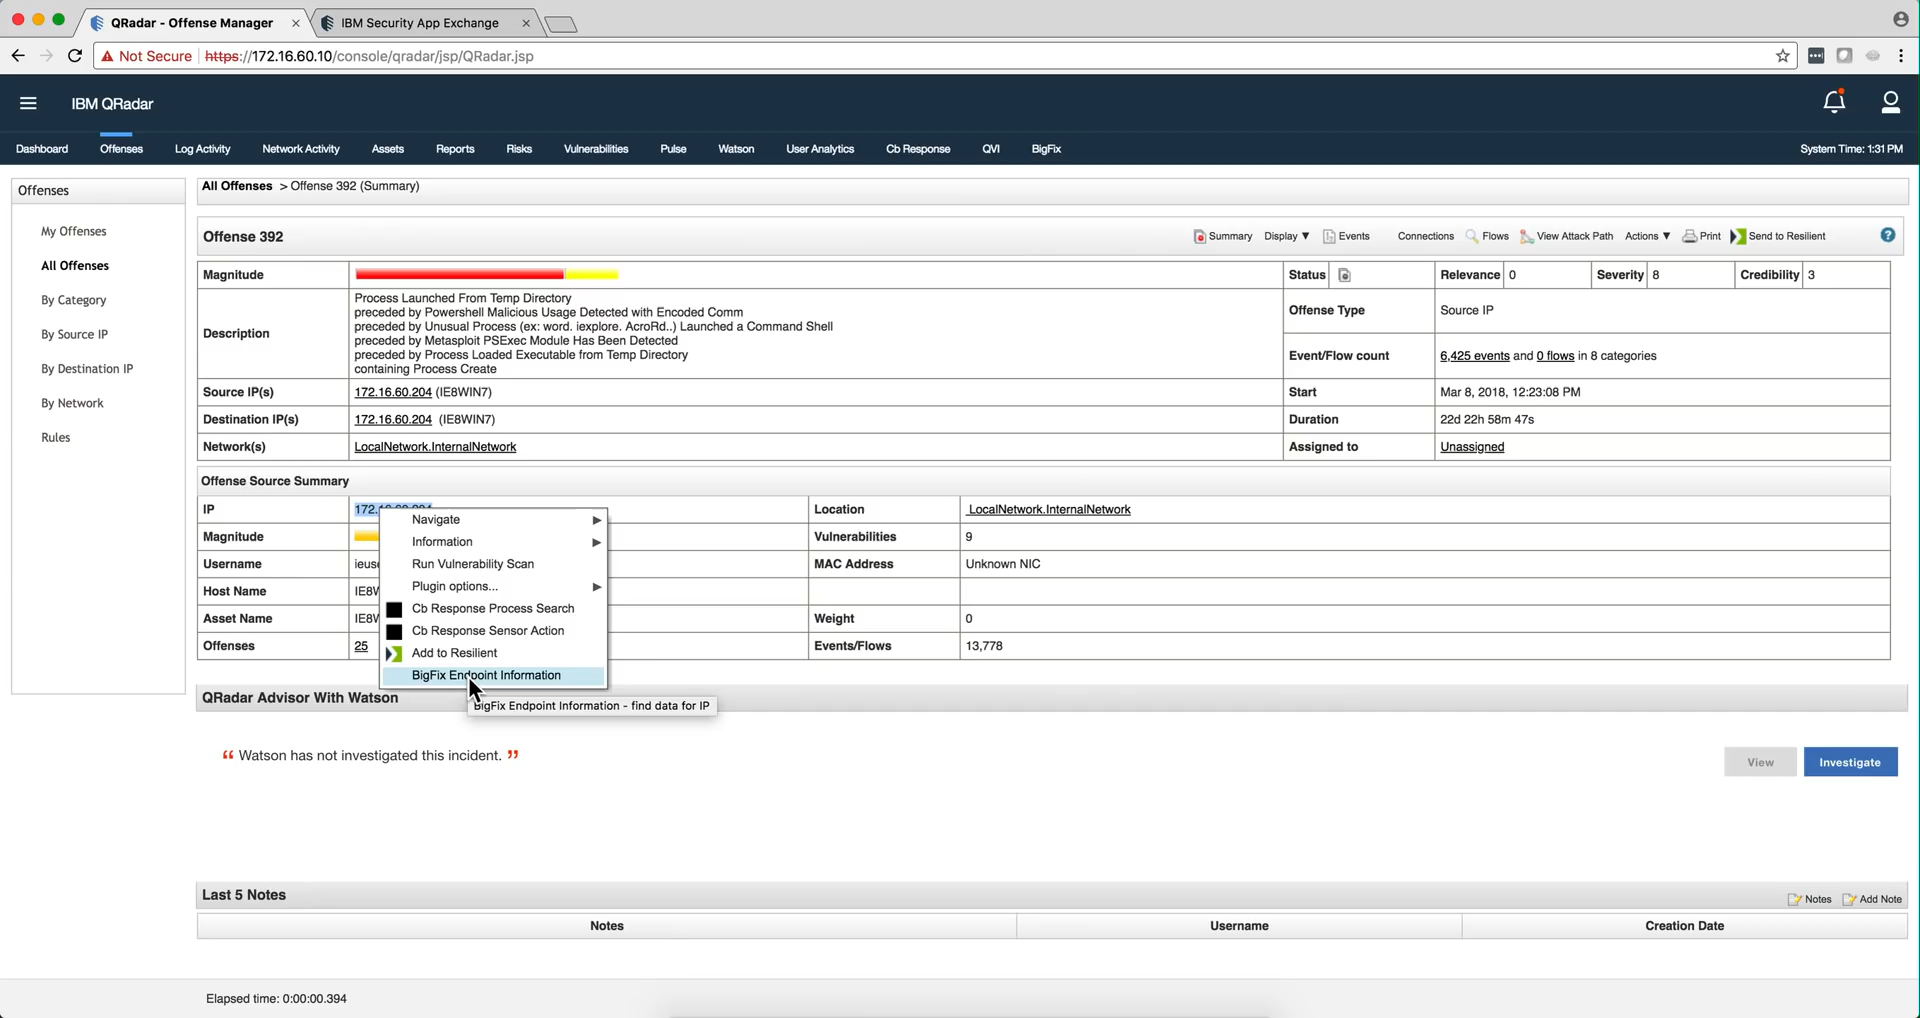 QRadar - Offense Manager
IBM Security App Exchange
Not Secure https://172.16.60.10/console/qradar/jsp/QRadar.jsp
IBM QRadar
Dashboard Offenses Log Activity Network Activity Assets Reports Risks Vulnerabilities Pulse Watson User Analytics Cb Response QVI BigFix System Time: 1:31 PM
Offenses
My Offenses
All Offenses
By Category
By Source IP
By Destination IP
By Network
Rules
All Offenses > Offense 392 (Summary)
Offense 392 Summary Display ▼ Events Connections Flows View Attack Path Actions ▼ Print Send to Resilient ?
Magnitude Status Relevance 0 Severity 8 Credibility 3
Description
Process Launched From Temp Directory
preceded by Powershell Malicious Usage Detected with Encoded Comm
preceded by Unusual Process (ex: word. iexplore. AcroRd..) Launched a Command Shell
preceded by Metasploit PSExec Module Has Been Detected
preceded by Process Loaded Executable from Temp Directory
containing Process Create
Offense Type Source IP
Event/Flow count 6,425 events and 0 flows in 8 categories
Source IP(s) 172.16.60.204 (IE8WIN7) Start Mar 8, 2018, 12:23:08 PM
Destination IP(s) 172.16.60.204 (IE8WIN7) Duration 22d 22h 58m 47s
Network(s) LocalNetwork.InternalNetwork Assigned to Unassigned
Offense Source Summary
IP 172. Location LocalNetwork.InternalNetwork
Magnitude Vulnerabilities 9
Username ieus MAC Address Unknown NIC
Host Name IE8W
Asset Name IE8W Weight 0
Offenses 25 Events/Flows 13,778
Navigate
Information
Run Vulnerability Scan
Plugin options...
Cb Response Process Search
Cb Response Sensor Action
Add to Resilient
BigFix Endpoint Information
BigFix Endpoint Information - find data for IP
QRadar Advisor With Watson
“ Watson has not investigated this incident. ”
View Investigate
Last 5 Notes Notes Add Note
Notes Username Creation Date
Elapsed time: 0:00:00.394